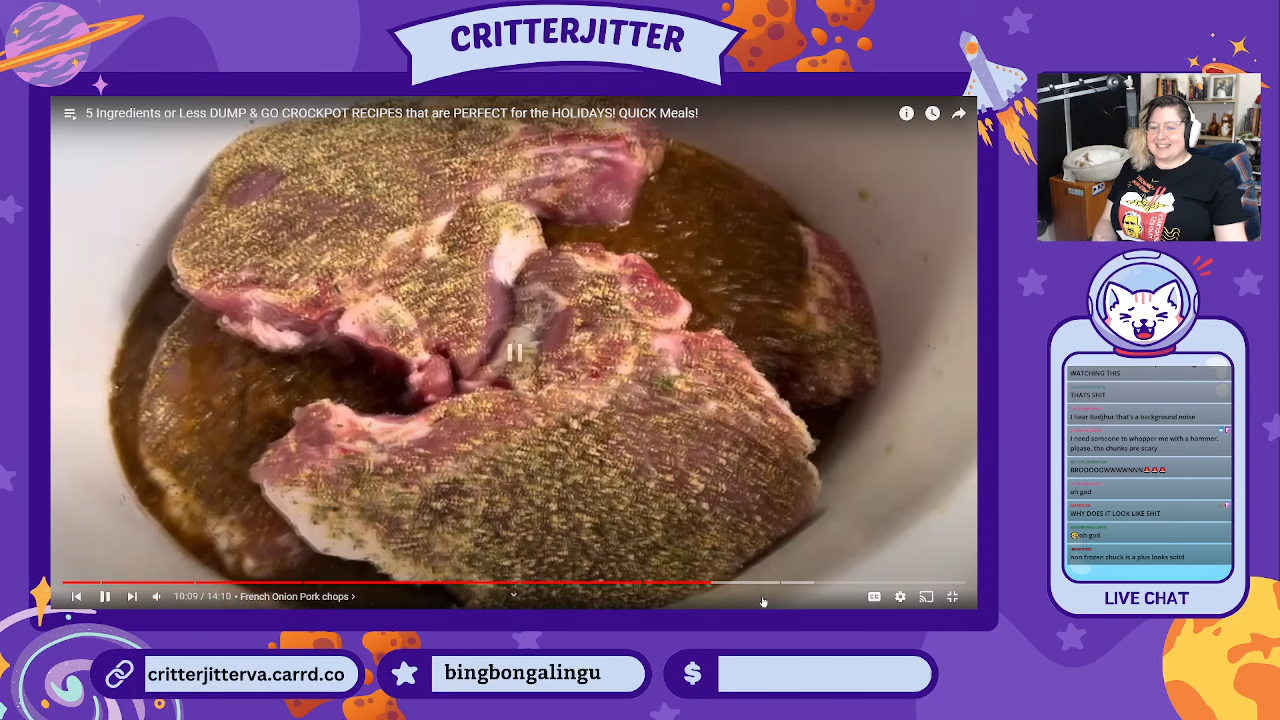 CRITTERJITTER
5 Ingredients or Less DUMP & GO CROCKPOT RECIPES that are PERFECT for the HOLIDAYS! QUICK Meals!
10:09 / 14:10 • French Onion Pork chops ›
CC
WATCHING THIS
THATS SHIT
I hear Badjhur that's a background noise
I need someone to whopper me with a hammer,
please. the chunks are scary
BROOOOOWWWWNNN🚨🚨🚨
oh god
WHY DOES IT LOOK LIKE SHIT
oh god
non frozen chuck is a plus looks solid
LIVE CHAT
critterjitterva.carrd.co
bingbongalingu
$